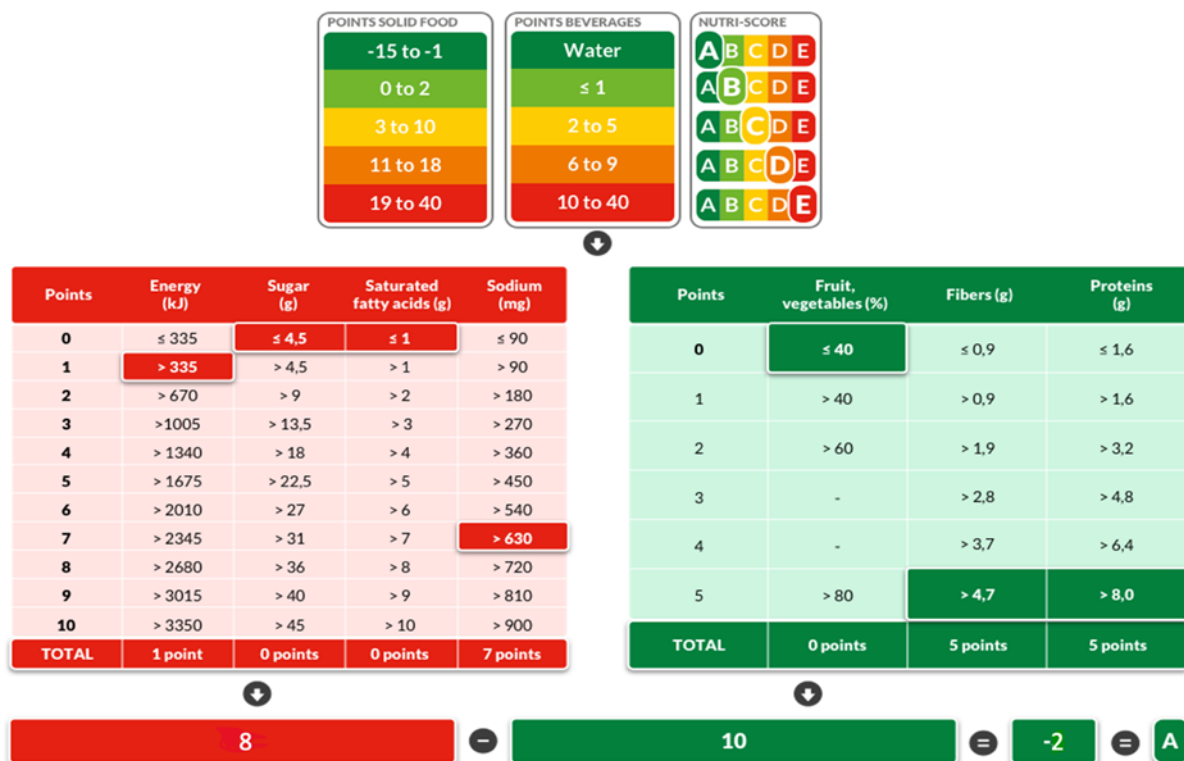 POINTS SOLID FOOD POINTS BEVERAGES NUTRI-SCORE
-15 to -1 Water A B C D E
0 to 2 ≤ 1 A B C D E
3 to 10 2 to 5 A B C D E
11 to 18 6 to 9 A B C D E
19 to 40 10 to 40 A B C D E
Points Energy (kJ) Sugar (g) Saturated fatty acids (g) Sodium (mg)
0 ≤ 335 ≤ 4,5 ≤ 1 ≤ 90
1 > 335 > 4,5 > 1 > 90
2 > 670 > 9 > 2 > 180
3 >1005 > 13,5 > 3 > 270
4 > 1340 > 18 > 4 > 360
5 > 1675 > 22,5 > 5 > 450
6 > 2010 > 27 > 6 > 540
7 > 2345 > 31 > 7 > 630
8 > 2680 > 36 > 8 > 720
9 > 3015 > 40 > 9 > 810
10 > 3350 > 45 > 10 > 900
TOTAL 1 point 0 points 0 points 7 points
Points Fruit, vegetables (%) Fibers (g) Proteins (g)
0 ≤ 40 ≤ 0,9 ≤ 1,6
1 > 40 > 0,9 > 1,6
2 > 60 > 1,9 > 3,2
3 - > 2,8 > 4,8
4 - > 3,7 > 6,4
5 > 80 > 4,7 > 8,0
TOTAL 0 points 5 points 5 points
8 − 10 = -2 = A